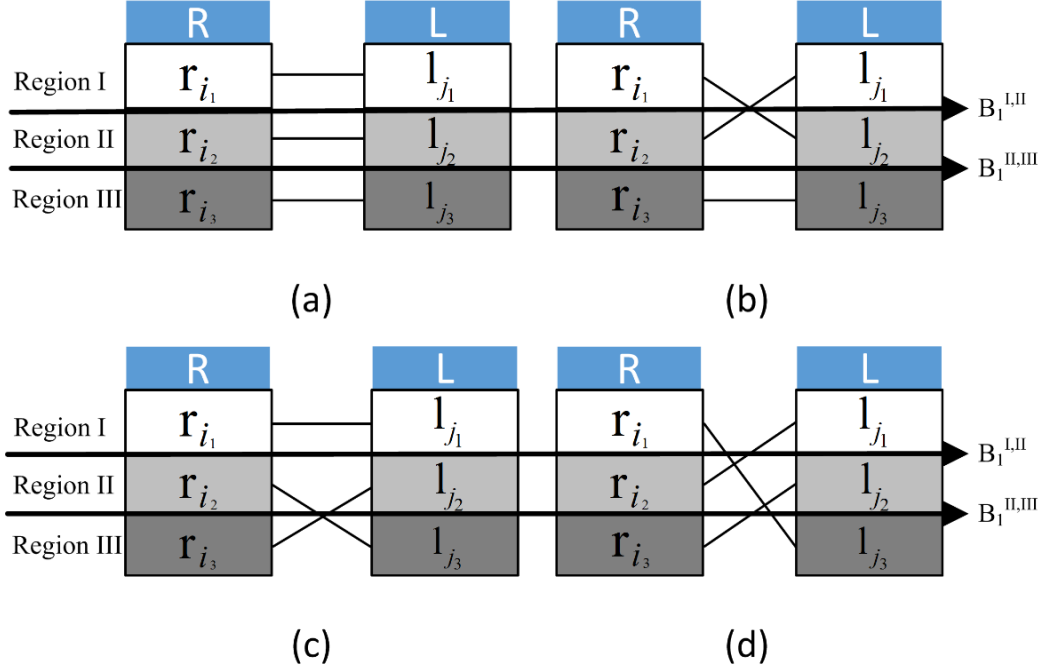 R L R L
Region I r_{i_1} l_{j_1} r_{i_1} l_{j_1}
B_1^{I,II}
Region II r_{i_2} l_{j_2} r_{i_2} l_{j_2}
B_1^{II,III}
Region III r_{i_3} l_{j_3} r_{i_3} l_{j_3}
(a) (b)
R L R L
Region I r_{i_1} l_{j_1} r_{i_1} l_{j_1}
B_1^{I,II}
Region II r_{i_2} l_{j_2} r_{i_2} l_{j_2}
B_1^{II,III}
Region III r_{i_3} l_{j_3} r_{i_3} l_{j_3}
(c) (d)